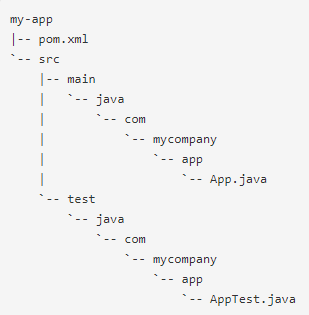 my-app
|-- pom.xml
`-- src
    |-- main
    |   `-- java
    |       `-- com
    |           `-- mycompany
    |               `-- app
    |                   `-- App.java
    `-- test
        `-- java
            `-- com
                `-- mycompany
                    `-- app
                        `-- AppTest.java